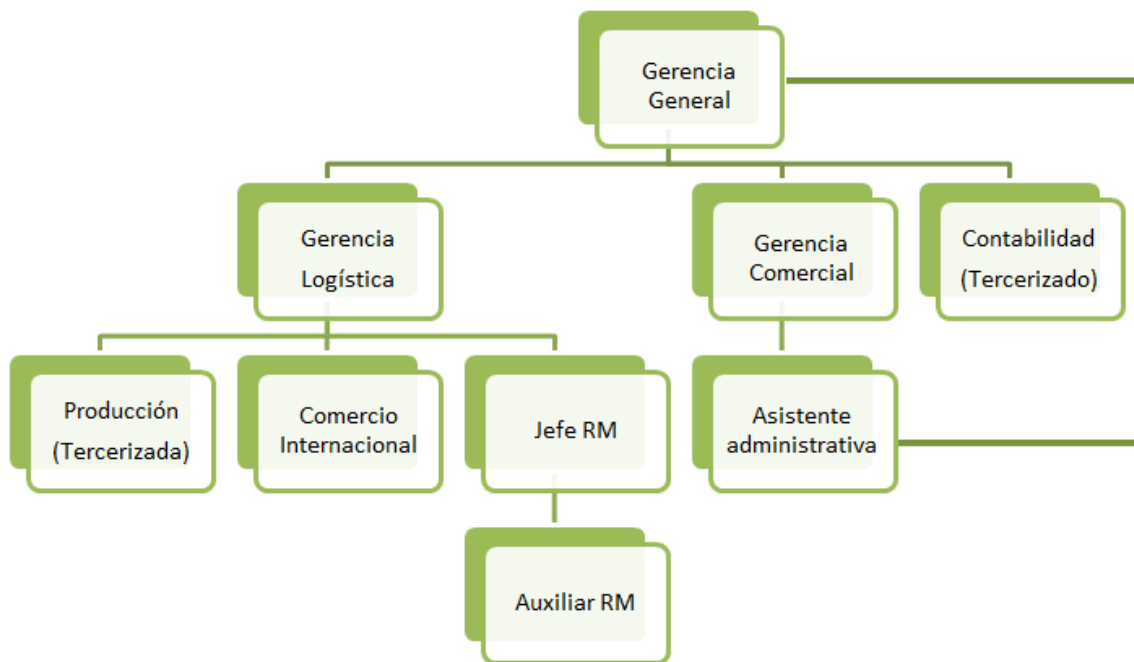 Gerencia
General
Gerencia
Logística
Gerencia
Comercial
Contabilidad
(Tercerizado)
Producción
(Tercerizada)
Comercio
Internacional
Jefe RM
Asistente
administrativa
Auxiliar RM